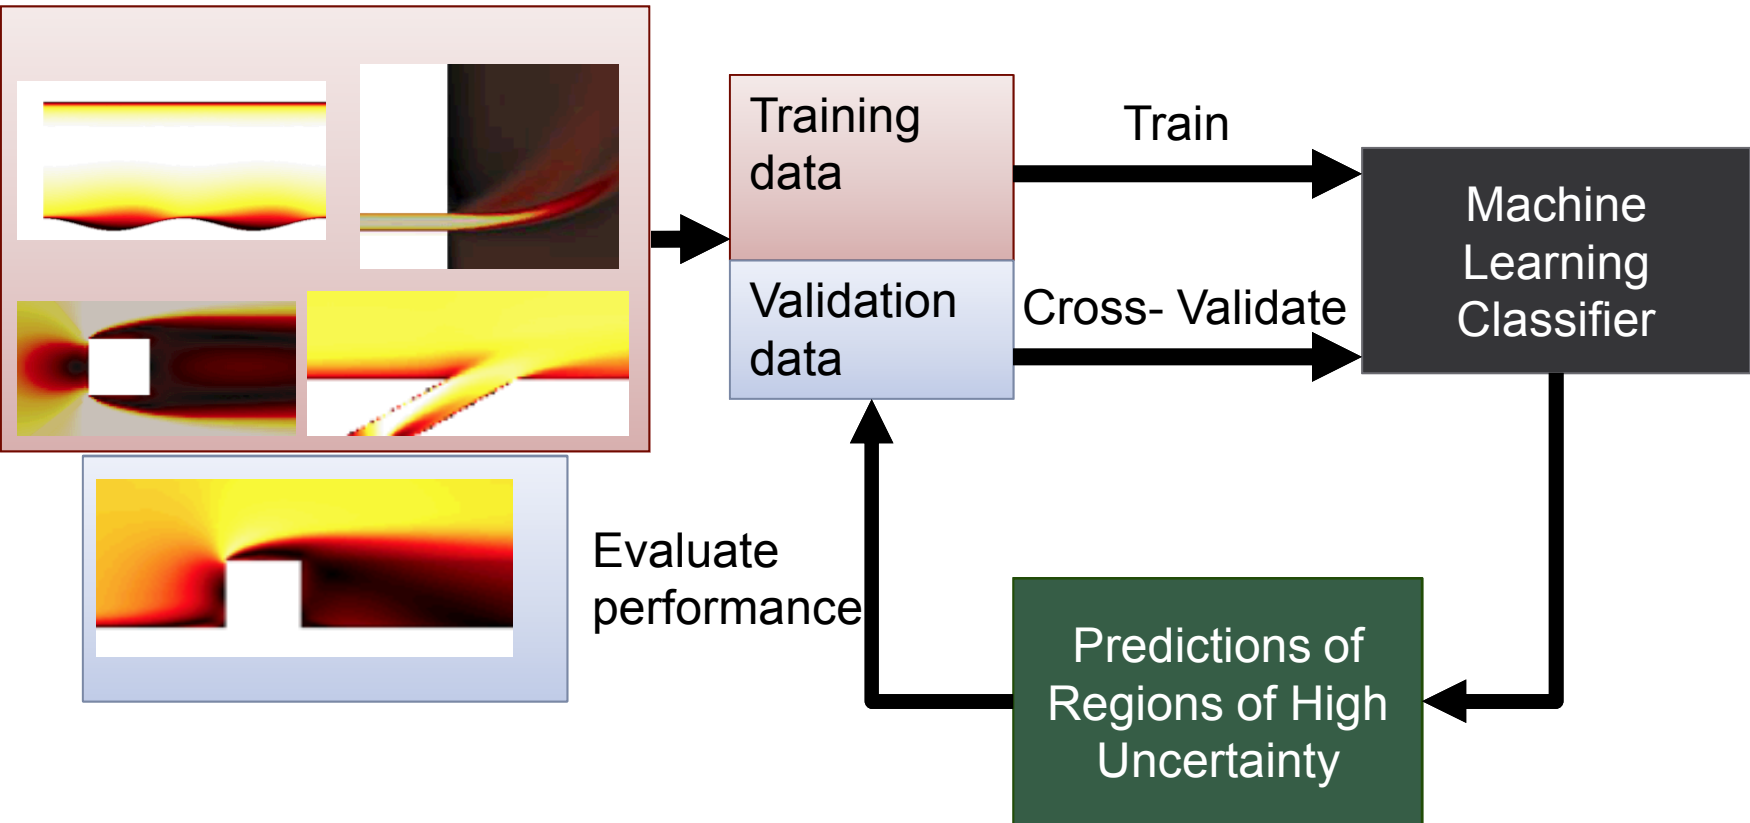 Training
data
Train
Machine
Learning
Classifier
Validation
data
Cross- Validate
Evaluate
performance
Predictions of
Regions of High
Uncertainty